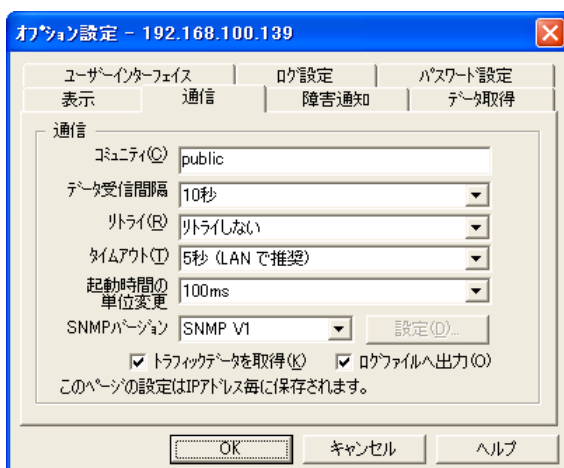 オプション設定 - 192.168.100.139
ユーザーインターフェイス ログ設定 パスワード設定
表示 通信 障害通知 データ取得
通信
コミュニティ(C) public
データ受信間隔 10秒
リトライ(R) リトライしない
タイムアウト(T) 5秒 (LAN で推奨)
起動時間の
単位変更 100ms
SNMPバージョン SNMP V1 設定(D)...
トラフィックデータを取得(K) ログファイルへ出力(O)
このページの設定はIPアドレス毎に保存されます。
OK キャンセル ヘルプ